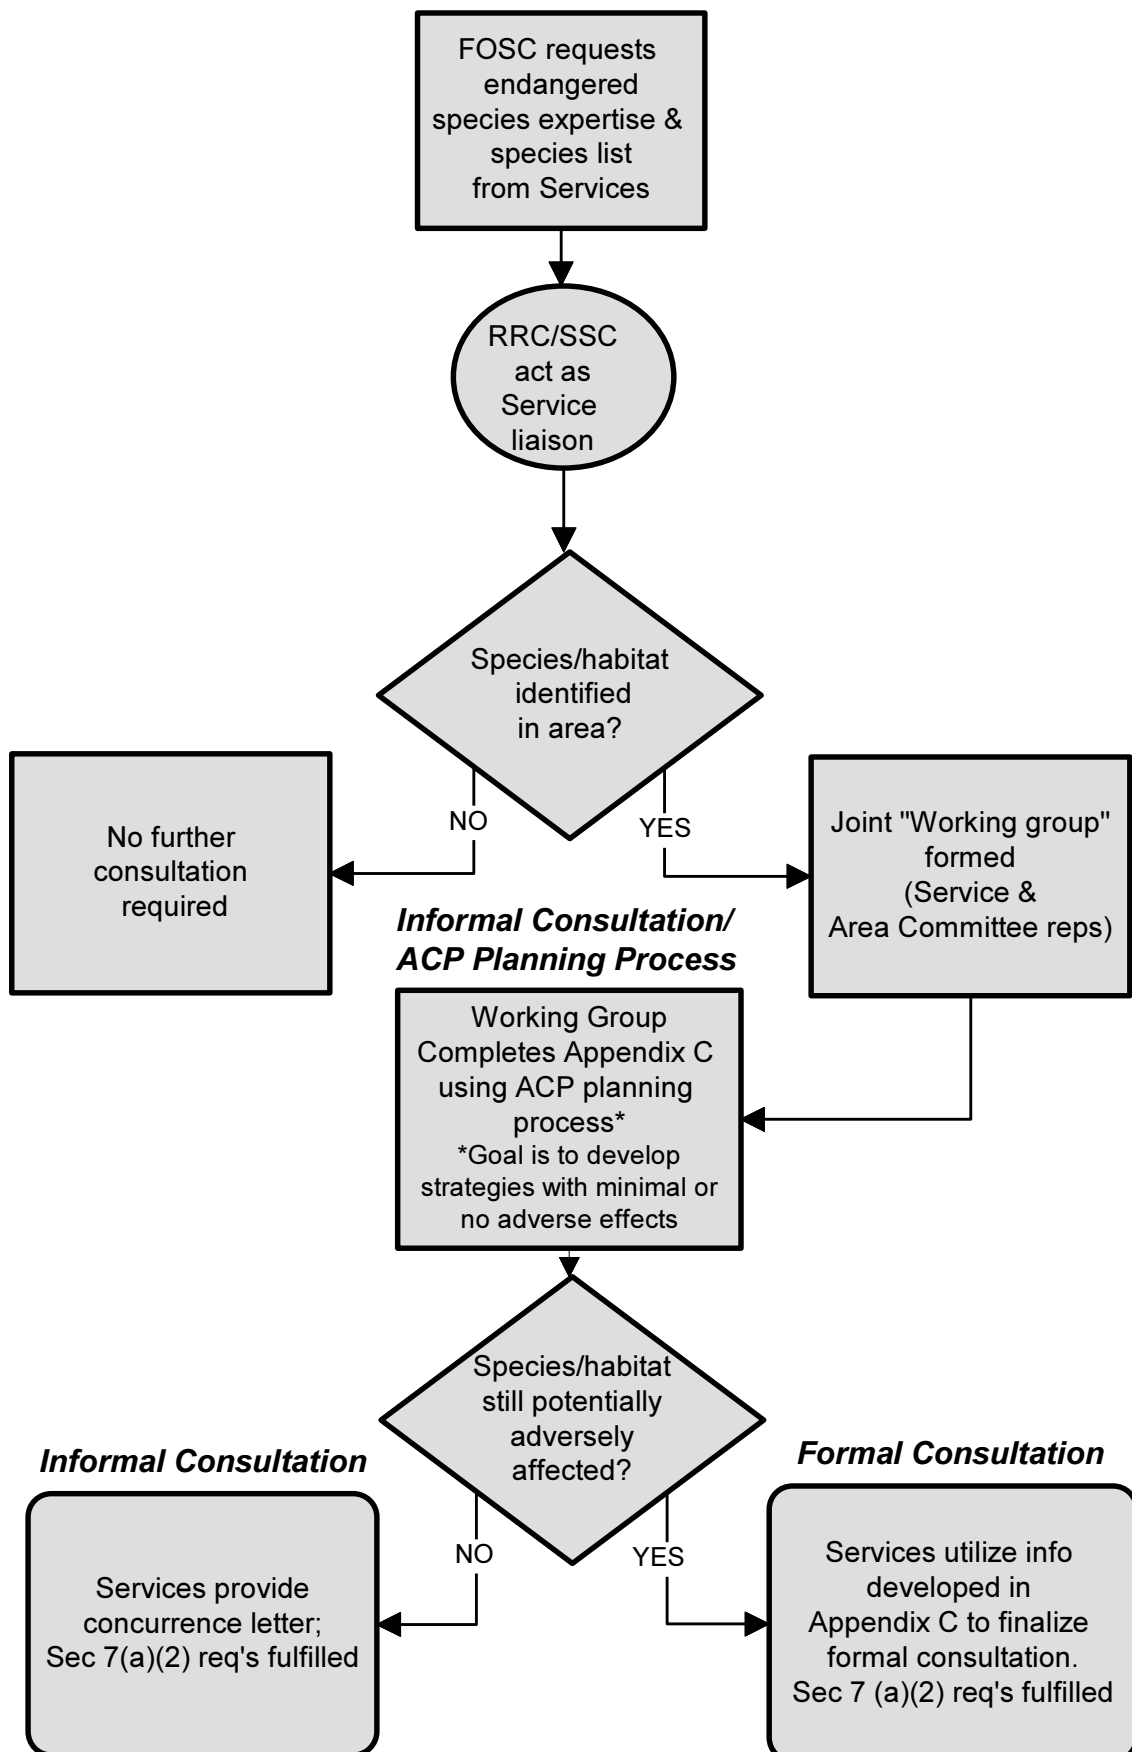 FOSC requests
endangered
species expertise &
species list
from Services
RRC/SSC
act as
Service
liaison
Species/habitat
identified
in area?
NO
YES
No further
consultation
required
Joint "Working group"
formed
(Service &
Area Committee reps)
Informal Consultation/
ACP Planning Process
Working Group
Completes Appendix C
using ACP planning
process*
*Goal is to develop
strategies with minimal or
no adverse effects
Species/habitat
still potentially
adversely
affected?
NO
YES
Informal Consultation
Services provide
concurrence letter;
Sec 7(a)(2) req's fulfilled
Formal Consultation
Services utilize info
developed in
Appendix C to finalize
formal consultation.
Sec 7 (a)(2) req's fulfilled